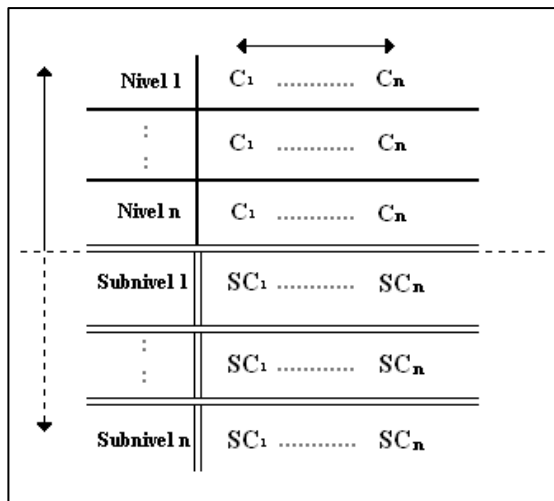 Nivel 1 C₁ ............ Cₙ
: C₁ ............ Cₙ
:
Nivel n C₁ ............ Cₙ
Subnivel 1 SC₁ ............ SCₙ
: SC₁ ............ SCₙ
:
Subnivel n SC₁ ............ SCₙ